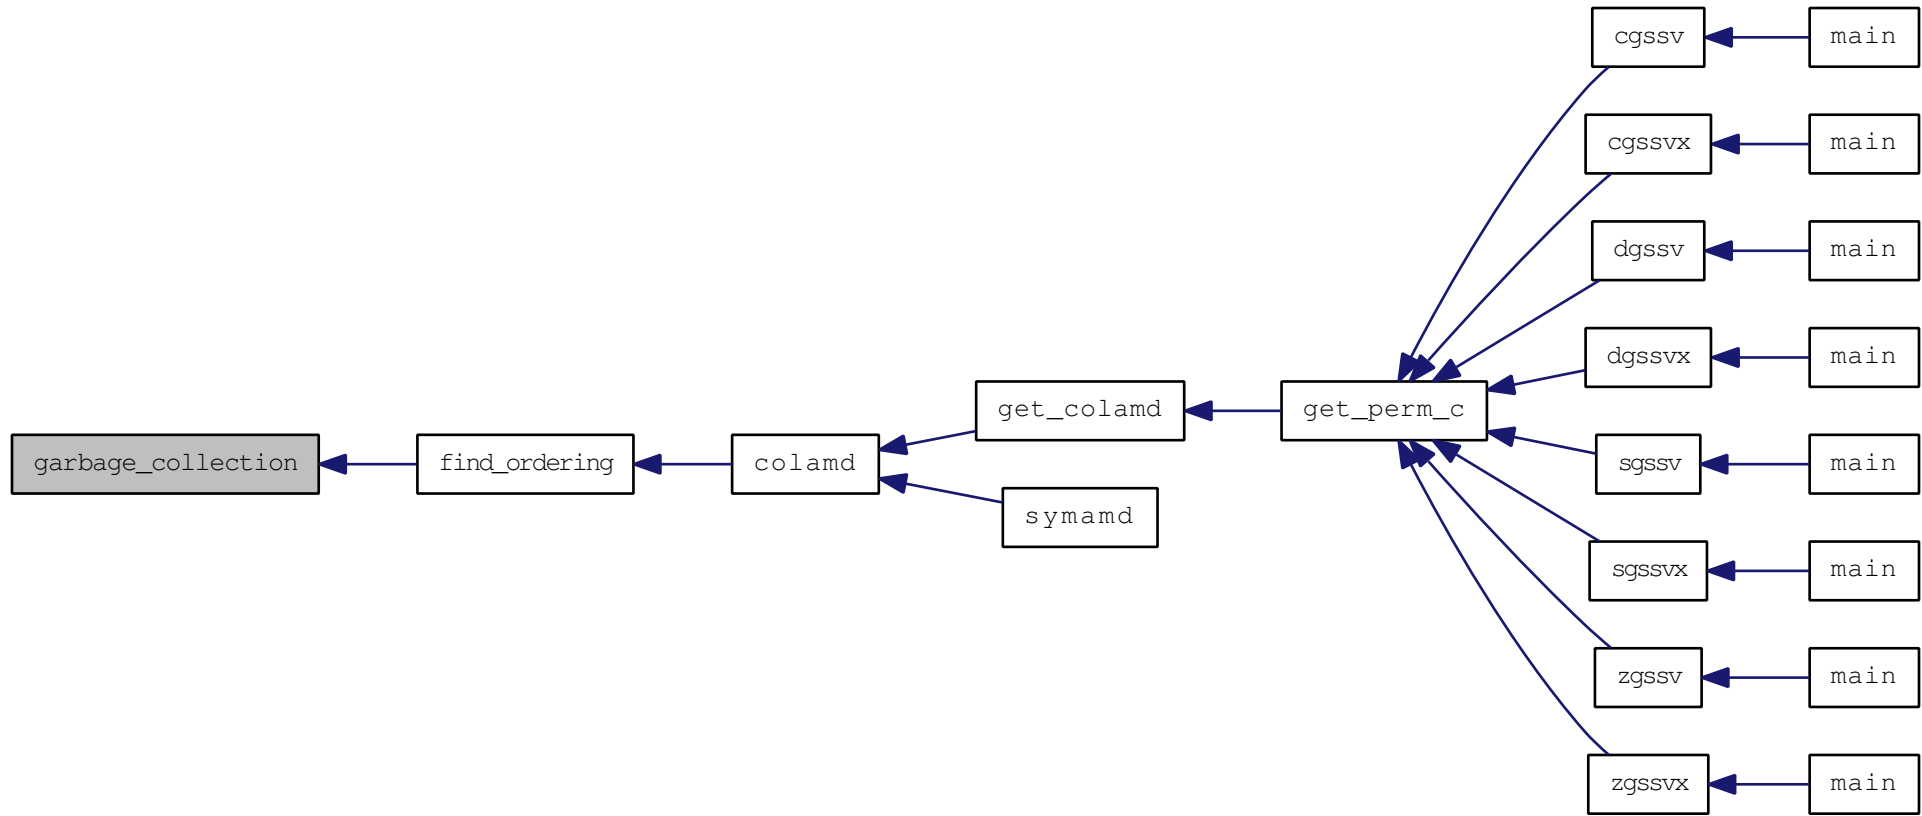 cgssv
main
cgssvx
main
dgssv
main
dgssvx
main
get_colamd
get_perm_c
garbage_collection
find_ordering
colamd
sgssv
main
symamd
sgssvx
main
zgssv
main
zgssvx
main